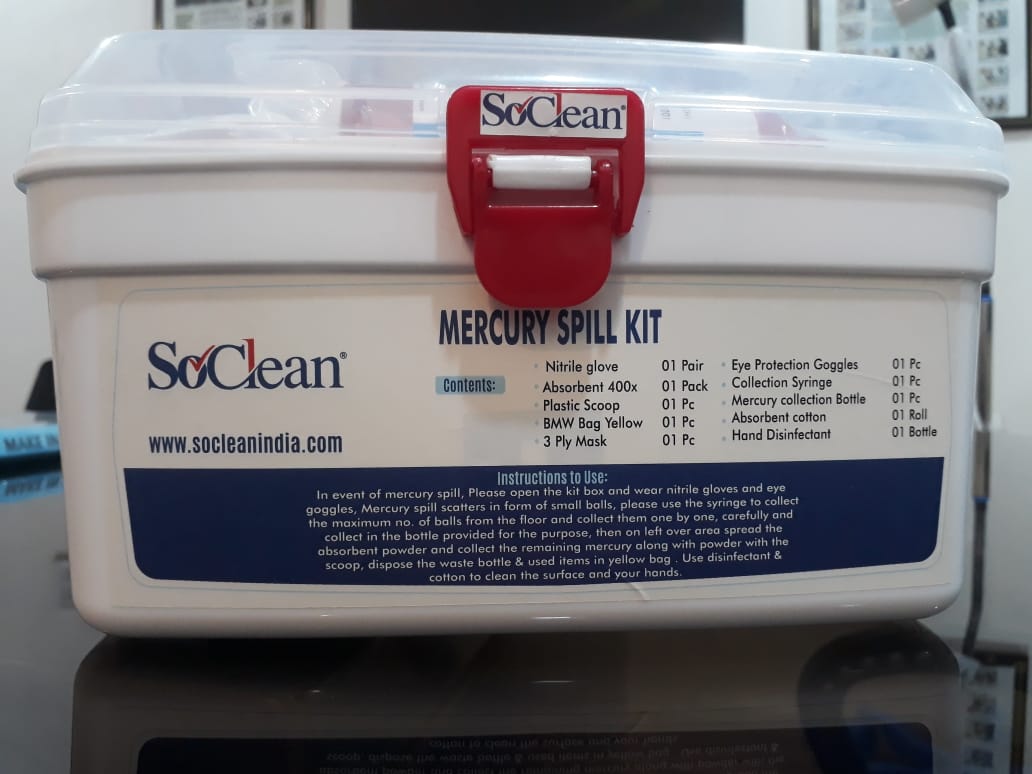 SoClean®
MERCURY SPILL KIT
SoClean®
www.socleanindia.com
Contents:
Nitrile glove 01 Pair
Absorbent 400x 01 Pack
Plastic Scoop 01 Pc
BMW Bag Yellow 01 Pc
3 Ply Mask 01 Pc
Eye Protection Goggles 01 Pc
Collection Syringe 01 Pc
Mercury collection Bottle 01 Pc
Absorbent cotton 01 Roll
Hand Disinfectant 01 Bottle
Instructions to Use:
In event of mercury spill, Please open the kit box and wear nitrile gloves and eye
goggles, Mercury spill scatters in form of small balls, please use the syringe to collect
the maximum no. of balls from the floor and collect them one by one, carefully and
collect in the bottle provided for the purpose, then on left over area spread the
absorbent powder and collect the remaining mercury along with powder with the
scoop, dispose the waste bottle & used items in yellow bag . Use disinfectant &
cotton to clean the surface and your hands.
MAKE IN